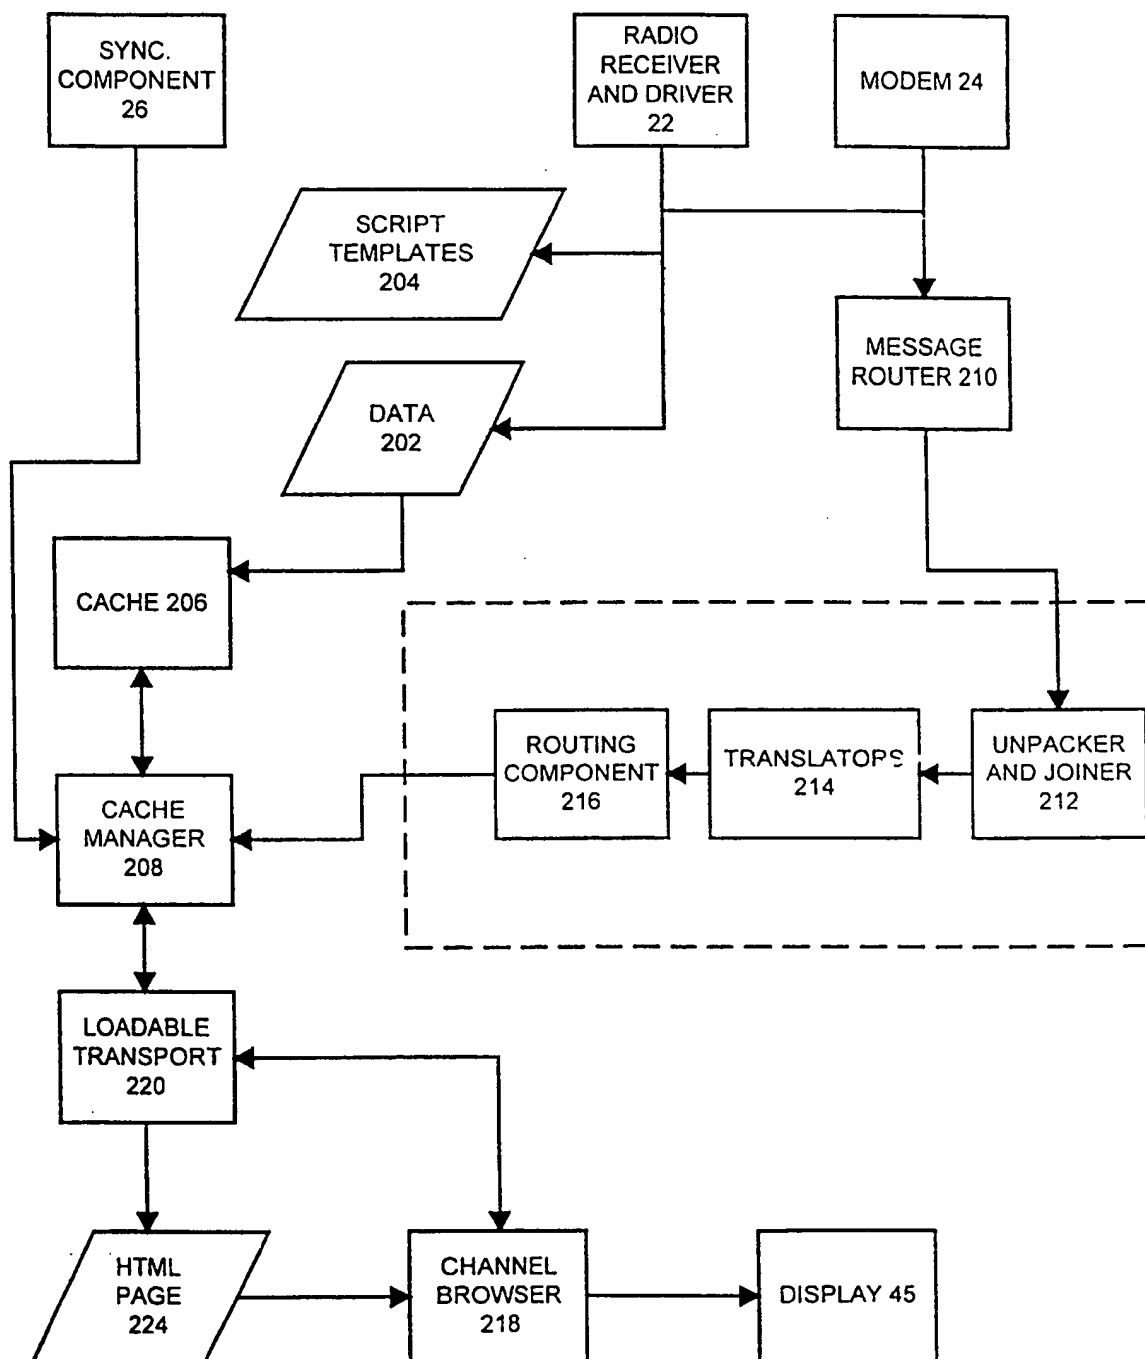 SYNC.
COMPONENT
26
RADIO
RECEIVER
AND DRIVER
22
MODEM 24
SCRIPT
TEMPLATES
204
MESSAGE
ROUTER 210
DATA
202
CACHE 206
ROUTING
COMPONENT
216
TRANSLATOPS
214
UNPACKER
AND JOINER
212
CACHE
MANAGER
208
LOADABLE
TRANSPORT
220
HTML
PAGE
224
CHANNEL
BROWSER
218
DISPLAY 45